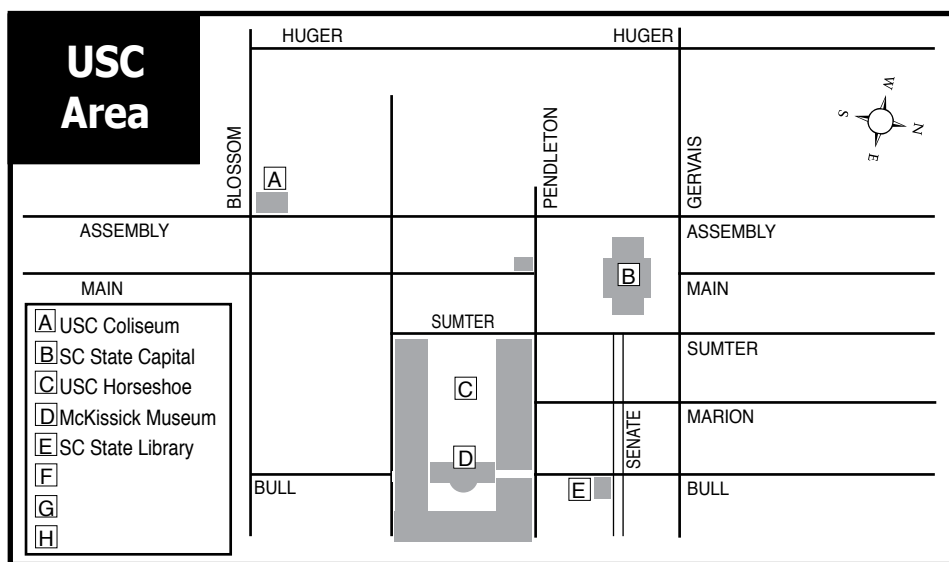 USC
Area
HUGER
HUGER
BLOSSOM
PENDLETON
GERVAIS
W
S
N
E
A
ASSEMBLY
ASSEMBLY
B
MAIN
MAIN
SUMTER
SUMTER
C
MARION
SENATE
D
BULL
E
BULL
A USC Coliseum
B SC State Capital
C USC Horseshoe
D McKissick Museum
E SC State Library
F
G
H